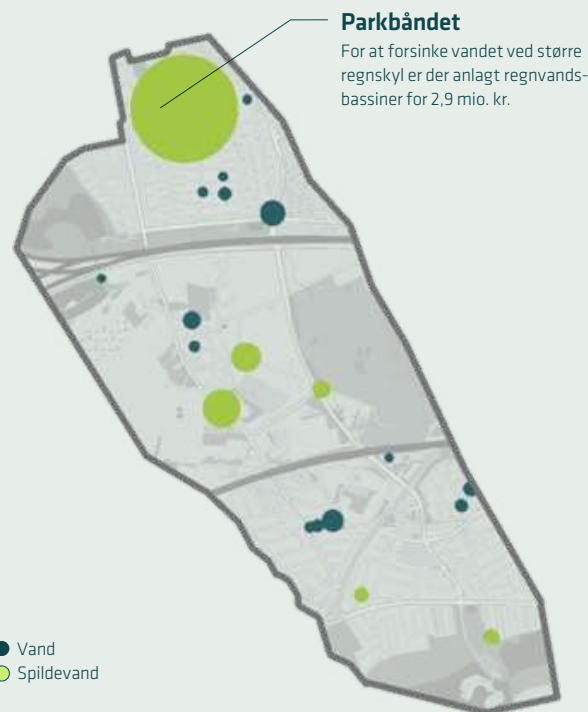 Parkbåndet
For at forsinke vandet ved større
regnskyl er der anlagt regnvands-
bassiner for 2,9 mio. kr.
Vand
Spildevand